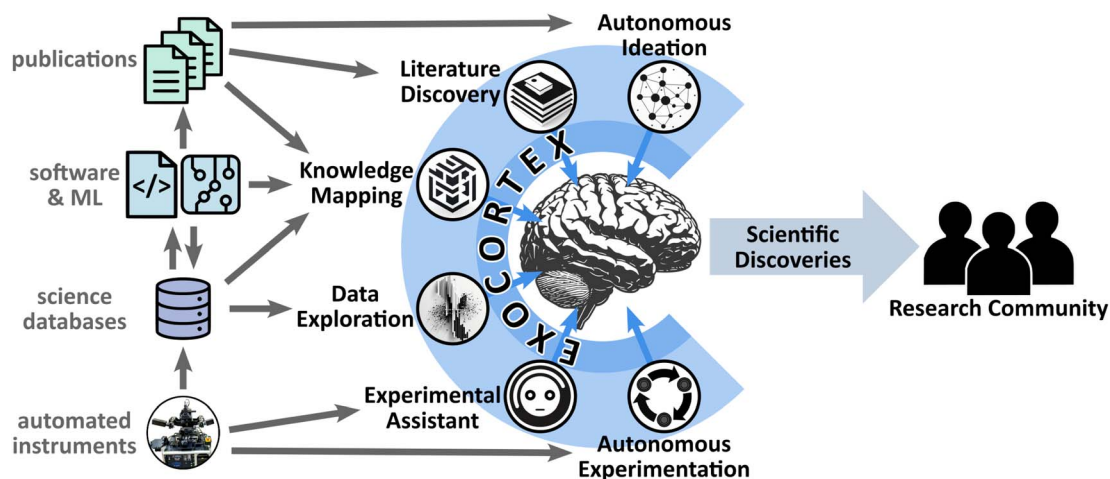 publications
software
& ML
science
databases
automated
instruments
Autonomous
Ideation
Literature
Discovery
Knowledge
Mapping
Data
Exploration
Experimental
Assistant
Autonomous
Experimentation
</>
EXOCORTEX
Scientific
Discoveries
Research Community